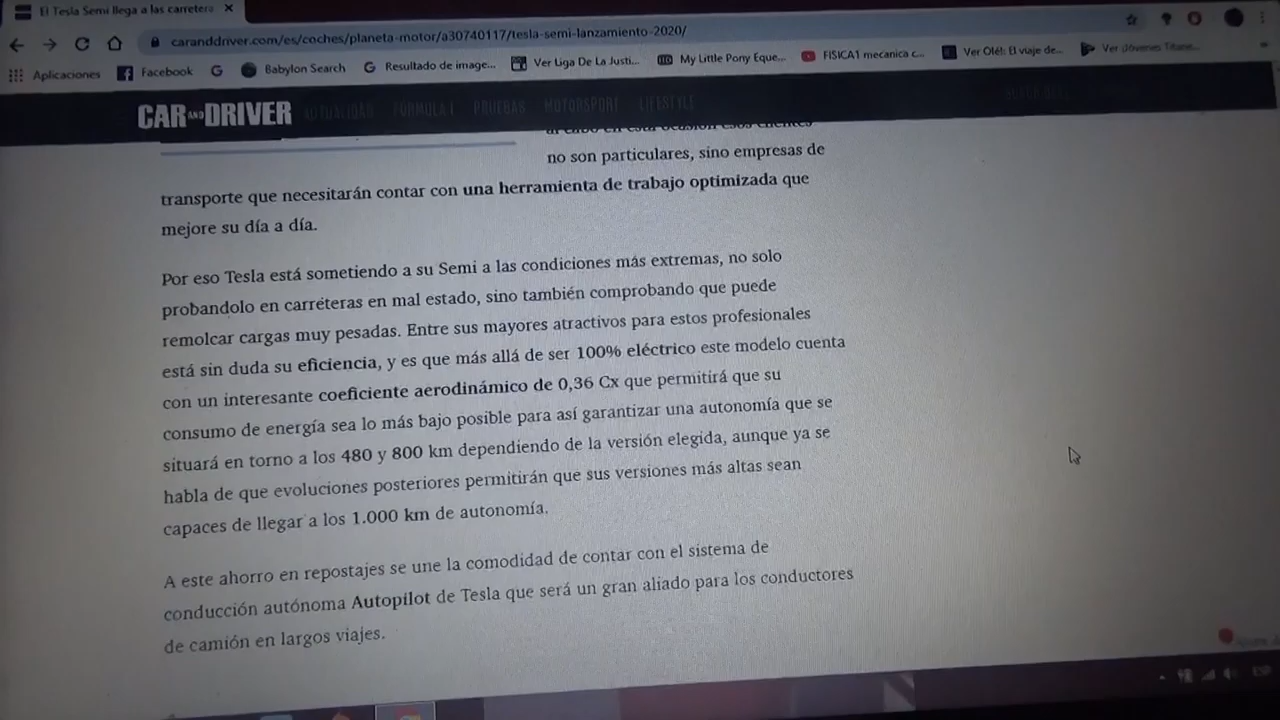 El Tesla Semi llega a las carretera
caranddriver.com/es/coches/planeta-motor/a30740117/tesla-semi-lanzamiento-2020/
Aplicaciones Facebook Babylon Search Resultado de image... Ver Liga De La Justi... My Little Pony Eque... FISICA1 mecanica c... Ver Olé!: El viaje de... Ver Jóvenes Titane...
CAR AND DRIVER ACTUALIDAD FÓRMULA 1 PRUEBAS MOTORSPORT LIFESTYLE
al cabo en esta ocasión esos clientes
no son particulares, sino empresas de
transporte que necesitarán contar con una herramienta de trabajo optimizada que
mejore su día a día.
Por eso Tesla está sometiendo a su Semi a las condiciones más extremas, no solo
probandolo en carreteras en mal estado, sino también comprobando que puede
remolcar cargas muy pesadas. Entre sus mayores atractivos para estos profesionales
está sin duda su eficiencia, y es que más allá de ser 100% eléctrico este modelo cuenta
con un interesante coeficiente aerodinámico de 0,36 Cx que permitirá que su
consumo de energía sea lo más bajo posible para así garantizar una autonomía que se
situará en torno a los 480 y 800 km dependiendo de la versión elegida, aunque ya se
habla de que evoluciones posteriores permitirán que sus versiones más altas sean
capaces de llegar a los 1.000 km de autonomía.
A este ahorro en repostajes se une la comodidad de contar con el sistema de
conducción autónoma Autopilot de Tesla que será un gran aliado para los conductores
de camión en largos viajes.
ESP